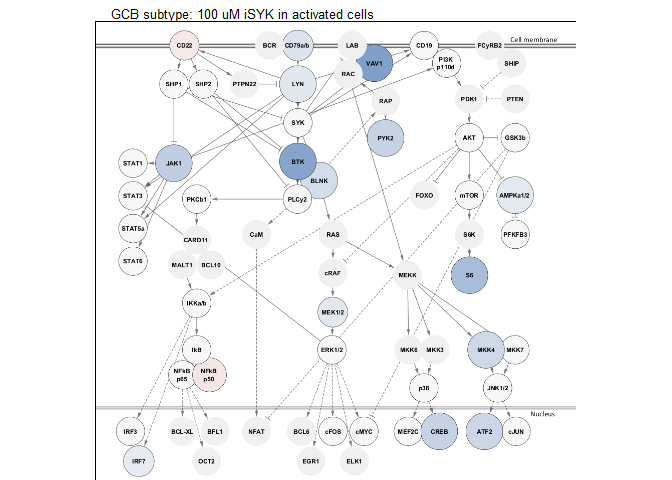 GCB subtype: 100 uM iSYK in activated cells
Cell membrane
CD22
BCR
CD79a/b
LAB
CD19
FCyRB2
VAV1
PI3K
p110d
SHIP
RAC
SHP1
SHP2
PTPN22
LYN
RAP
PDK1
PTEN
SYK
PYK2
AKT
GSK3b
STAT1
JAK1
BTK
BLNK
STAT3
PKCb1
PLCy2
FOXO
mTOR
AMPKa1/2
STAT5a
CARD11
CaM
RAS
S6K
PFKFB3
STAT6
MALT1
BCL10
cRAF
MEKK
S6
IKKa/b
MEK1/2
IkB
ERK1/2
MKK6
MKK3
MKK4
MKK7
NFkB
p65
NFkB
p50
p38
JNK1/2
Nucleus
IRF3
BCL-XL
BFL1
NFAT
BCL6
cFOS
cMYC
MEF2C
CREB
ATF2
cJUN
IRF7
OCT2
EGR1
ELK1